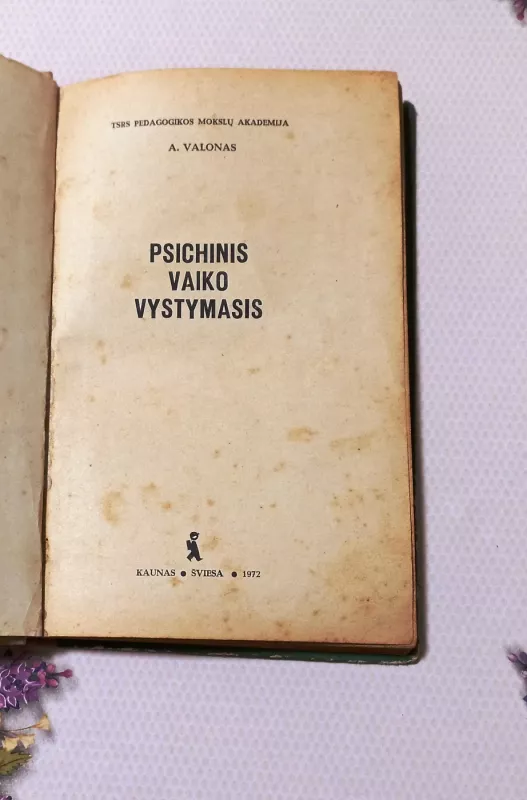 TSRS PEDAGOGIKOS MOKSLŲ AKADEMIJA
A. VALONAS
PSICHINIS
VAIKO
VYSTYMASIS
KAUNAS ● ŠVIESA ● 1972